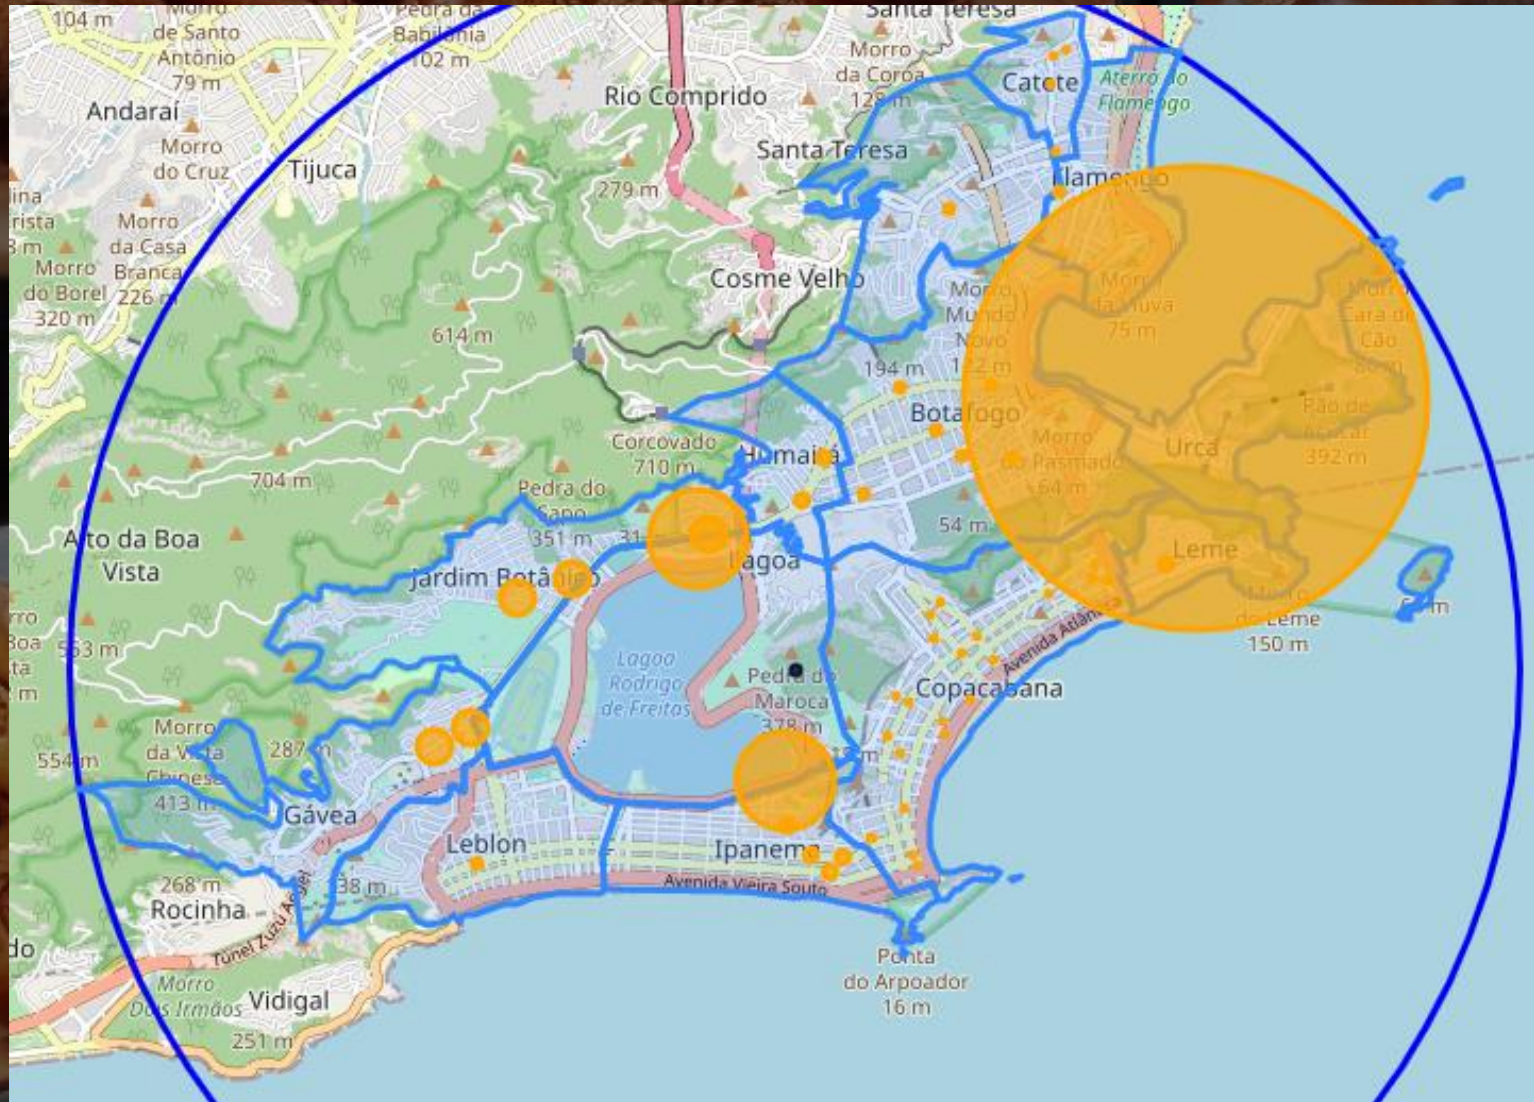 104 m
Morro
de Santo
Antônio
79 m
Pedra da
Babilônia
102 m
Santa Teresa
Morro
da Coroa
Catete
Aterro do
Flamengo
Andaraí
Rio Comprido
Morro
do Cruz
Tijuca
Santa Teresa
279 m
Flamengo
Morro
da Casa
Branca
226 m
Morro
do Borel
320 m
Cosme Velho
Morro
da Viúva
75 m
Morro
Mundo
Novo
122 m
Morro
Cara de
Cão
614 m
194 m
Botafogo
Pão de
Açúcar
392 m
Corcovado
710 m
Humaitá
Morro
do Pasmado
64 m
Urca
704 m
Pedra do
Sapo
351 m
54 m
Alto da Boa
Vista
Lagoa
Leme
Jardim Botânico
Morro
do Leme
150 m
553 m
Avenida Atlân
Lagoa
Rodrigo
de Freitas
Pedra do
Maroca
378 m
Copacabana
Morro
da Vista
Chinesa
413 m
287 m
554 m
Gávea
Leblon
Ipanema
Avenida Vieira Souto
268 m
Rocinha
38 m
Túnel Zuzu Angel
do
Ponta
do Arpoador
16 m
Morro
Dois Irmãos
Vidigal
251 m